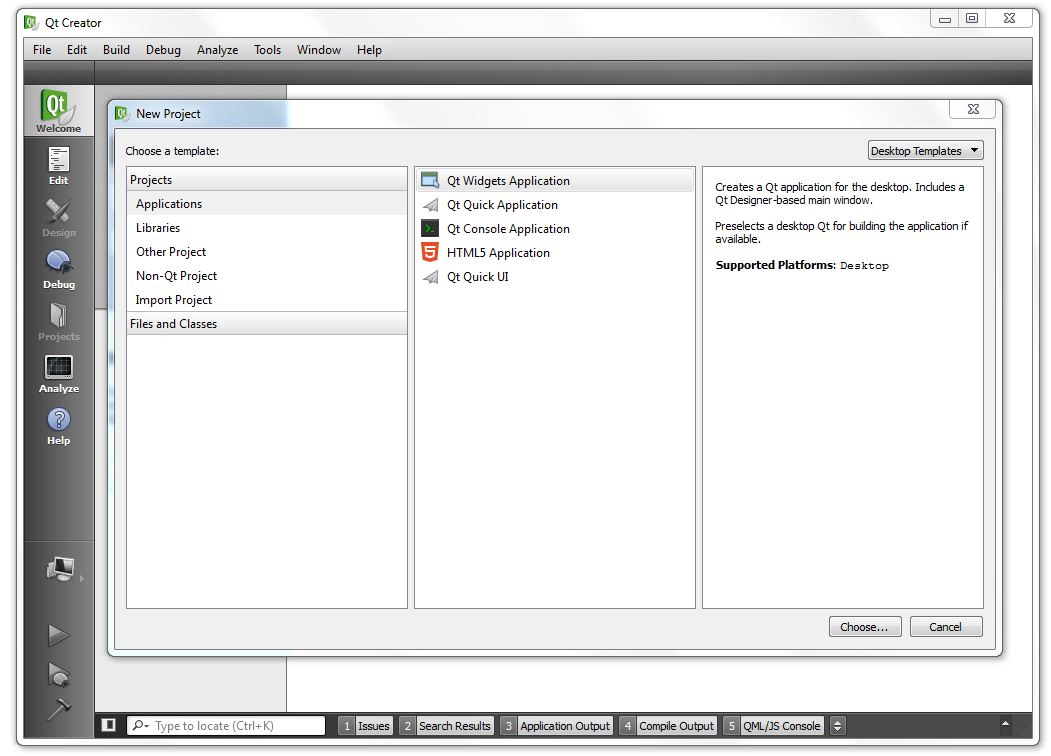 Qt Creator
File Edit Build Debug Analyze Tools Window Help
Qt
Welcome
Edit
Design
Debug
Projects
Analyze
Help
New Project
Choose a template:
Desktop Templates
Projects
Applications
Libraries
Other Project
Non-Qt Project
Import Project
Files and Classes
Qt Widgets Application
Qt Quick Application
Qt Console Application
HTML5 Application
Qt Quick UI
Creates a Qt application for the desktop. Includes a
Qt Designer-based main window.
Preselects a desktop Qt for building the application if
available.
Supported Platforms: Desktop
Choose... Cancel
Type to locate (Ctrl+K) 1 Issues 2 Search Results 3 Application Output 4 Compile Output 5 QML/JS Console